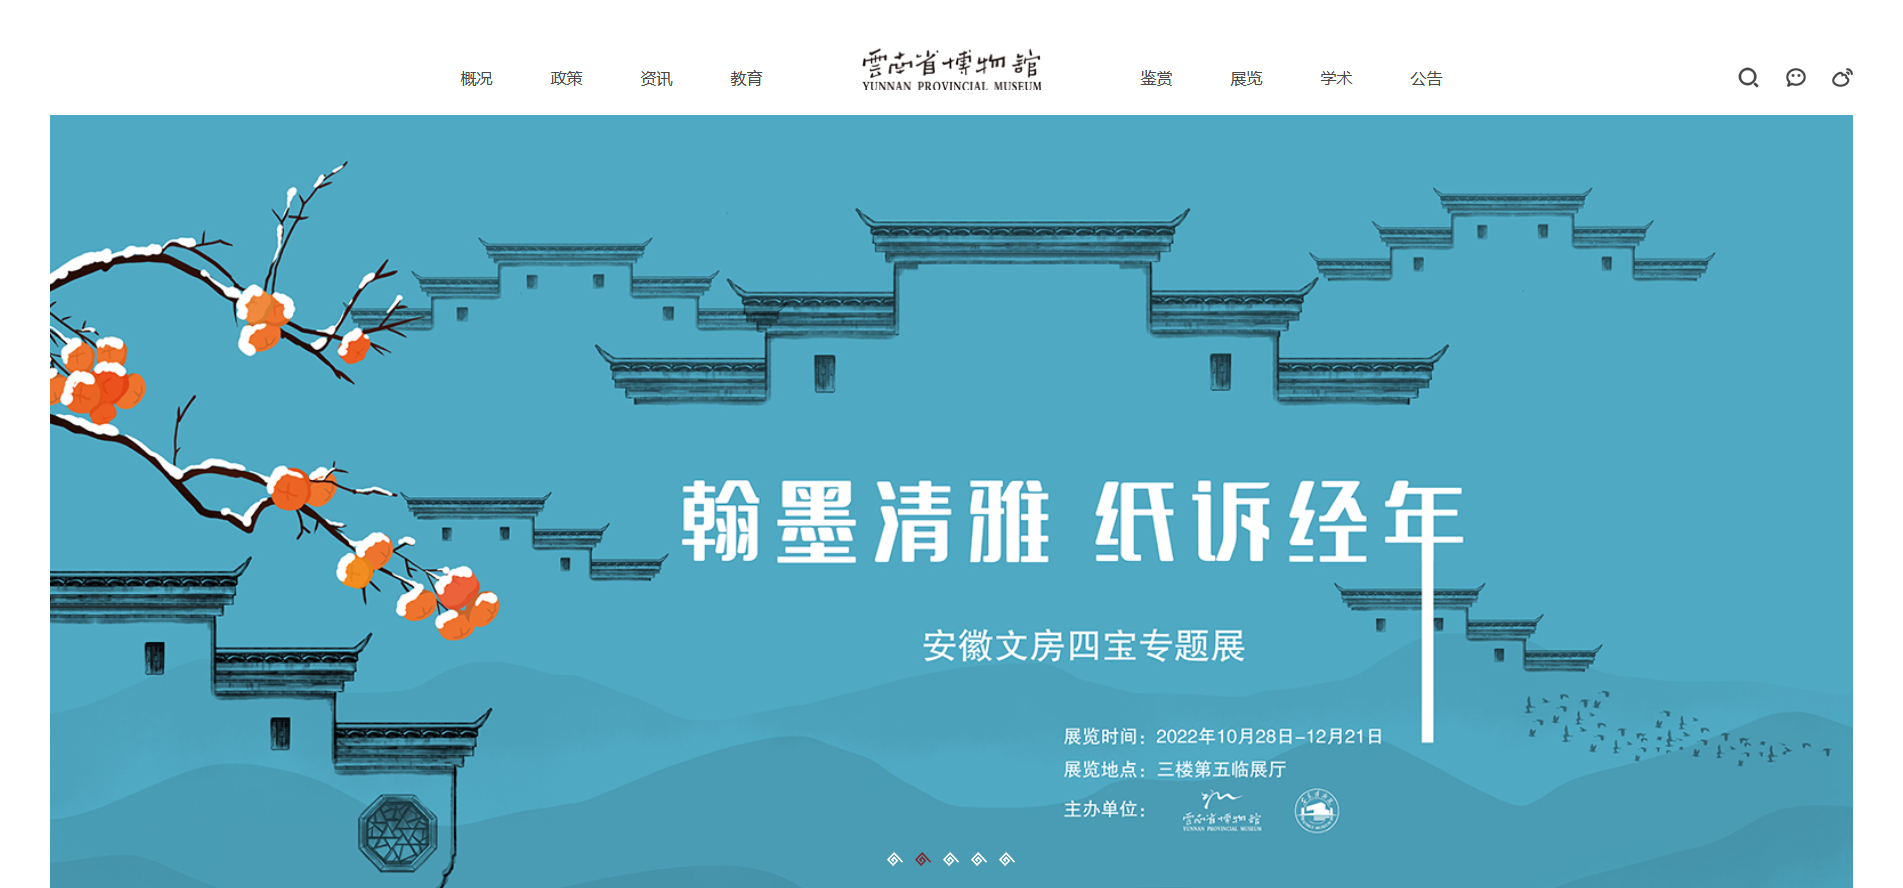 概况 政策 资讯 教育
雲南省博物館
YUNNAN PROVINCIAL MUSEUM
鉴赏 展览 学术 公告
翰墨清雅 纸诉经年
安徽文房四宝专题展
展览时间：2022年10月28日-12月21日
展览地点：三楼第五临展厅
主办单位：
雲南省博物館
YUNNAN PROVINCIAL MUSEUM